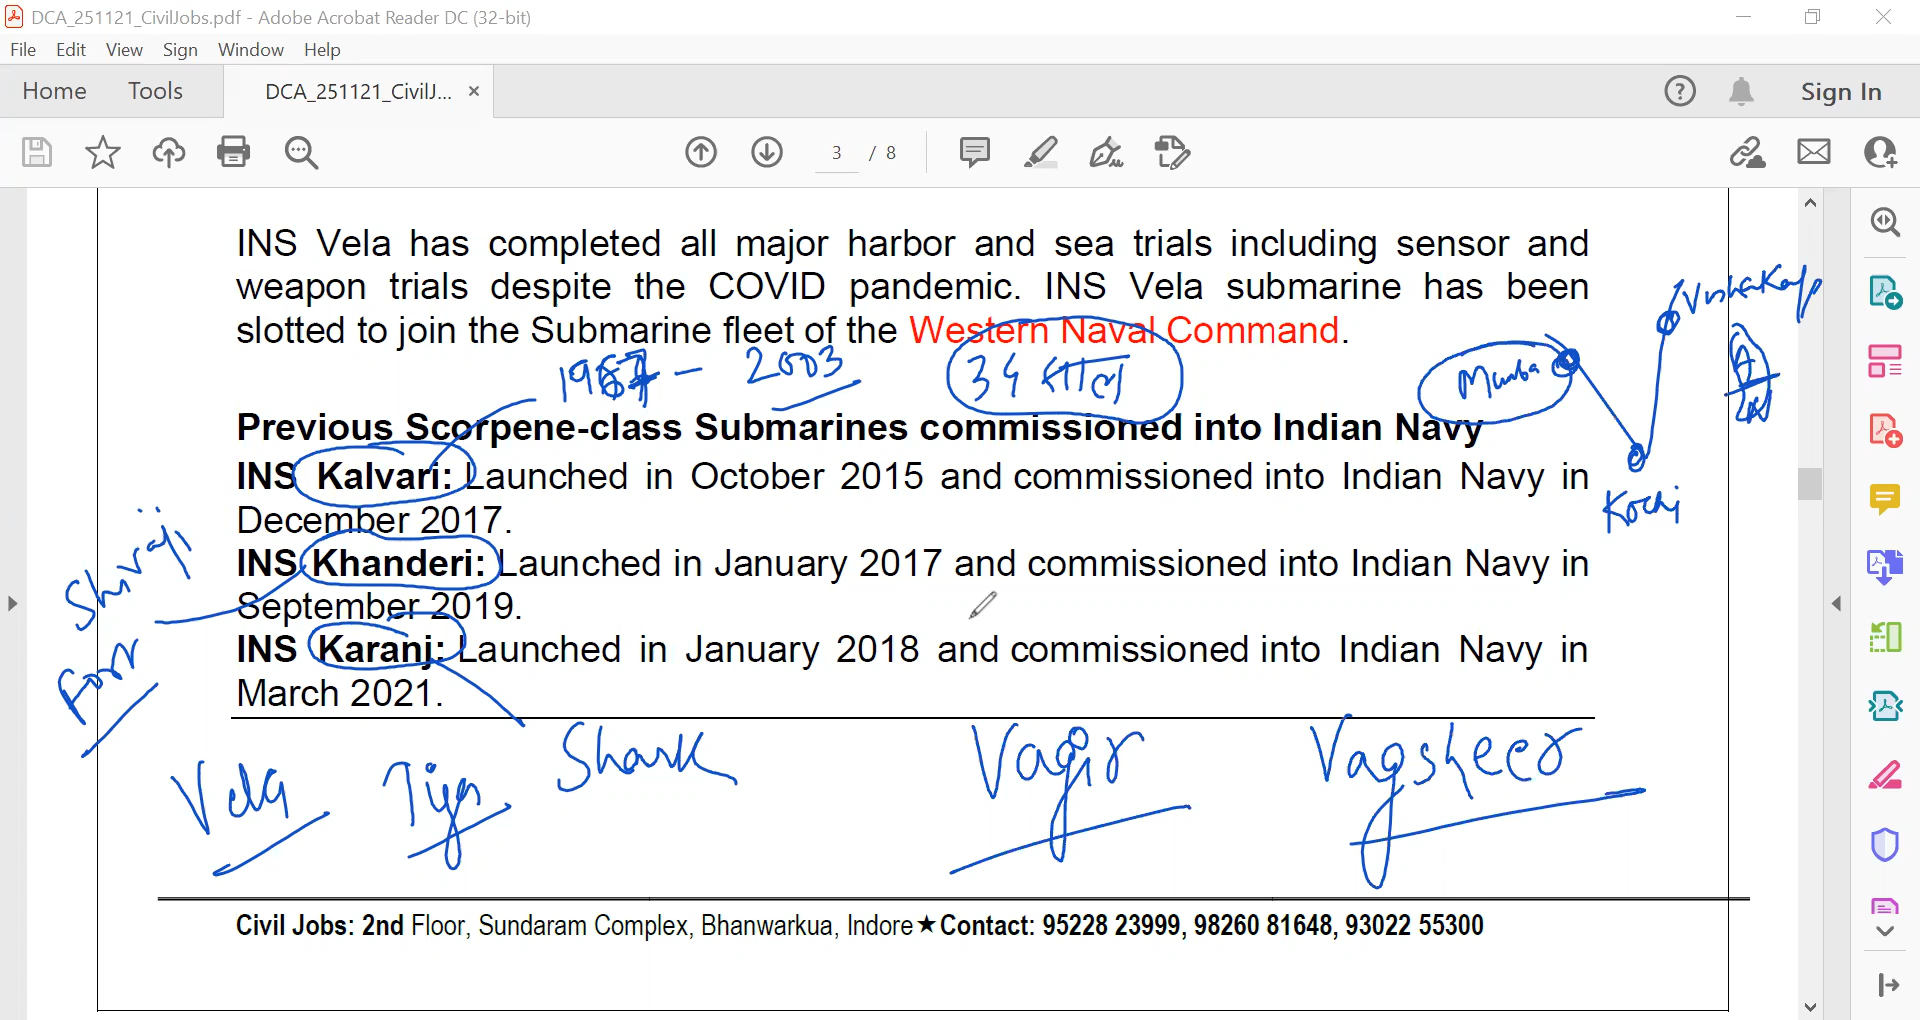 DCA_251121_CivilJobs.pdf - Adobe Acrobat Reader DC (32-bit)
File Edit View Sign Window Help
Home Tools DCA_251121_CivilJ... × Sign In
3 / 8
INS Vela has completed all major harbor and sea trials including sensor and
weapon trials despite the COVID pandemic. INS Vela submarine has been
slotted to join the Submarine fleet of the Western Naval Command.
2003
Mumba
Kochi
Previous Scorpene-class Submarines commissioned into Indian Navy
INS Kalvari: Launched in October 2015 and commissioned into Indian Navy in
December 2017.
INS Khanderi: Launched in January 2017 and commissioned into Indian Navy in
September 2019.
INS Karanj: Launched in January 2018 and commissioned into Indian Navy in
March 2021.
Shivaji
Vela Shark Vagir Vagsheer
Civil Jobs: 2nd Floor, Sundaram Complex, Bhanwarkua, Indore★Contact: 95228 23999, 98260 81648, 93022 55300